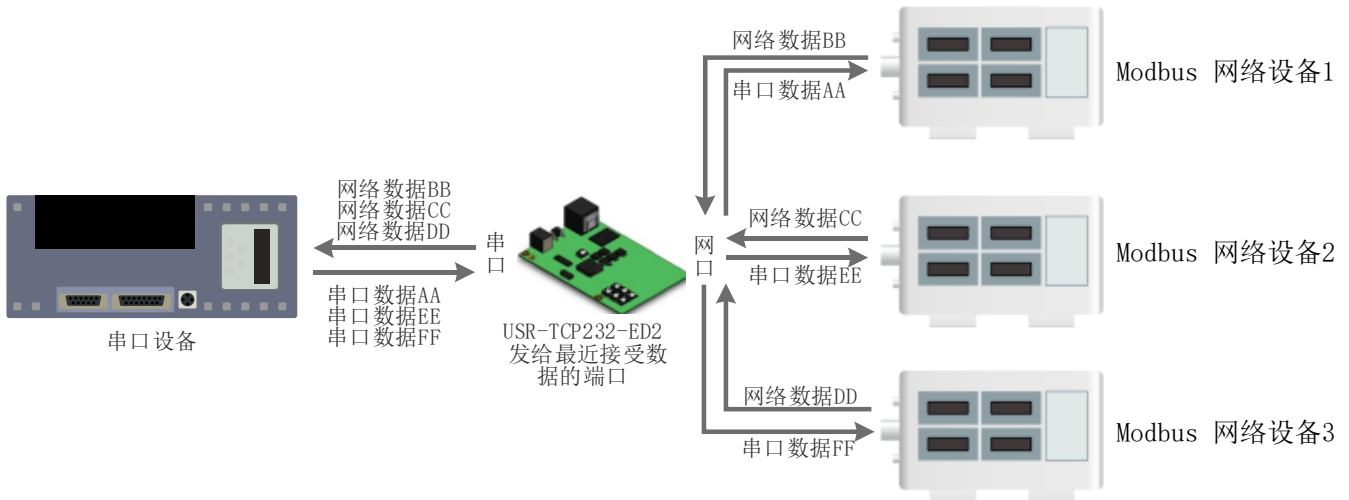 网络数据BB
串口数据AA
Modbus 网络设备1
网络数据BB
网络数据CC
网络数据DD
串口数据AA
串口数据EE
串口数据FF
串口设备
串
口
USR-TCP232-ED2
发给最近接受数
据的端口
网
口
网络数据CC
串口数据EE
Modbus 网络设备2
网络数据DD
串口数据FF
Modbus 网络设备3